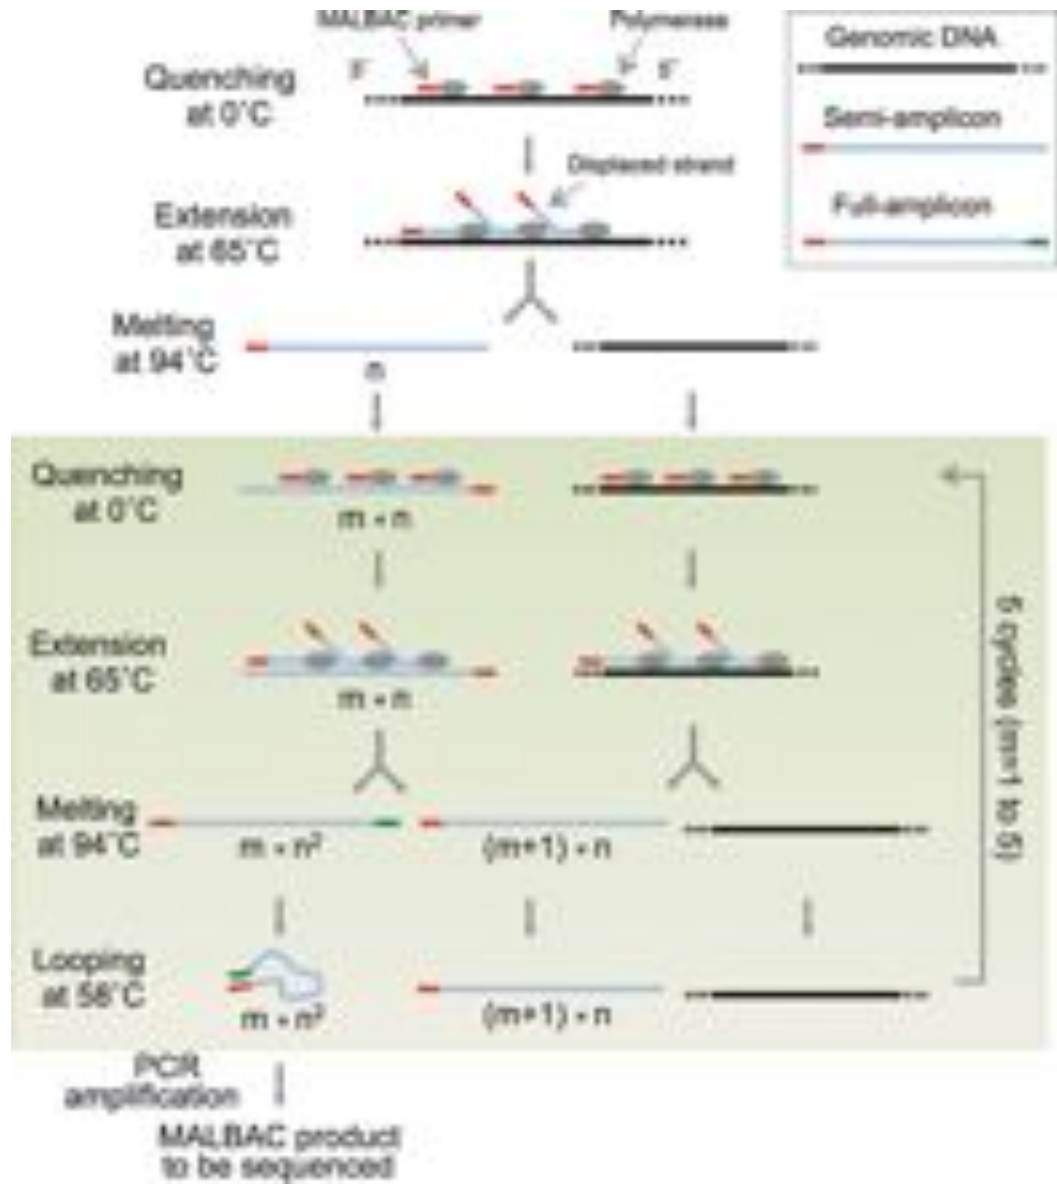 MALBAC primer
Polymerase
Genomic DNA
Quenching
at 0°C
3'
5'
Semi-amplicon
Displaced strand
Extension
at 65°C
Full-amplicon
Melting
at 94°C
n
Quenching
at 0°C
m • n
Extension
at 65°C
m • n
5 cycles (m=1 to 5)
Melting
at 94°C
m • n²
(m+1) • n
Looping
at 58°C
m • n²
(m+1) • n
PCR
amplification
MALBAC product
to be sequenced